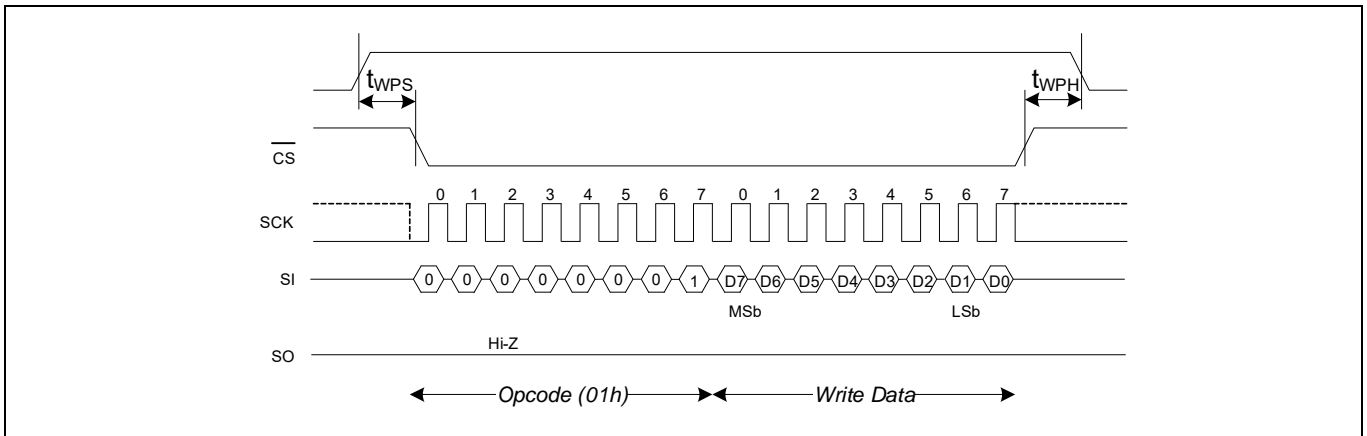 tWPS
tWPH
CS
0 1 2 3 4 5 6 7 0 1 2 3 4 5 6 7
SCK
SI 0 0 0 0 0 0 0 1 D7 D6 D5 D4 D3 D2 D1 D0
MSb LSb
Hi-Z
SO
Opcode (01h) Write Data